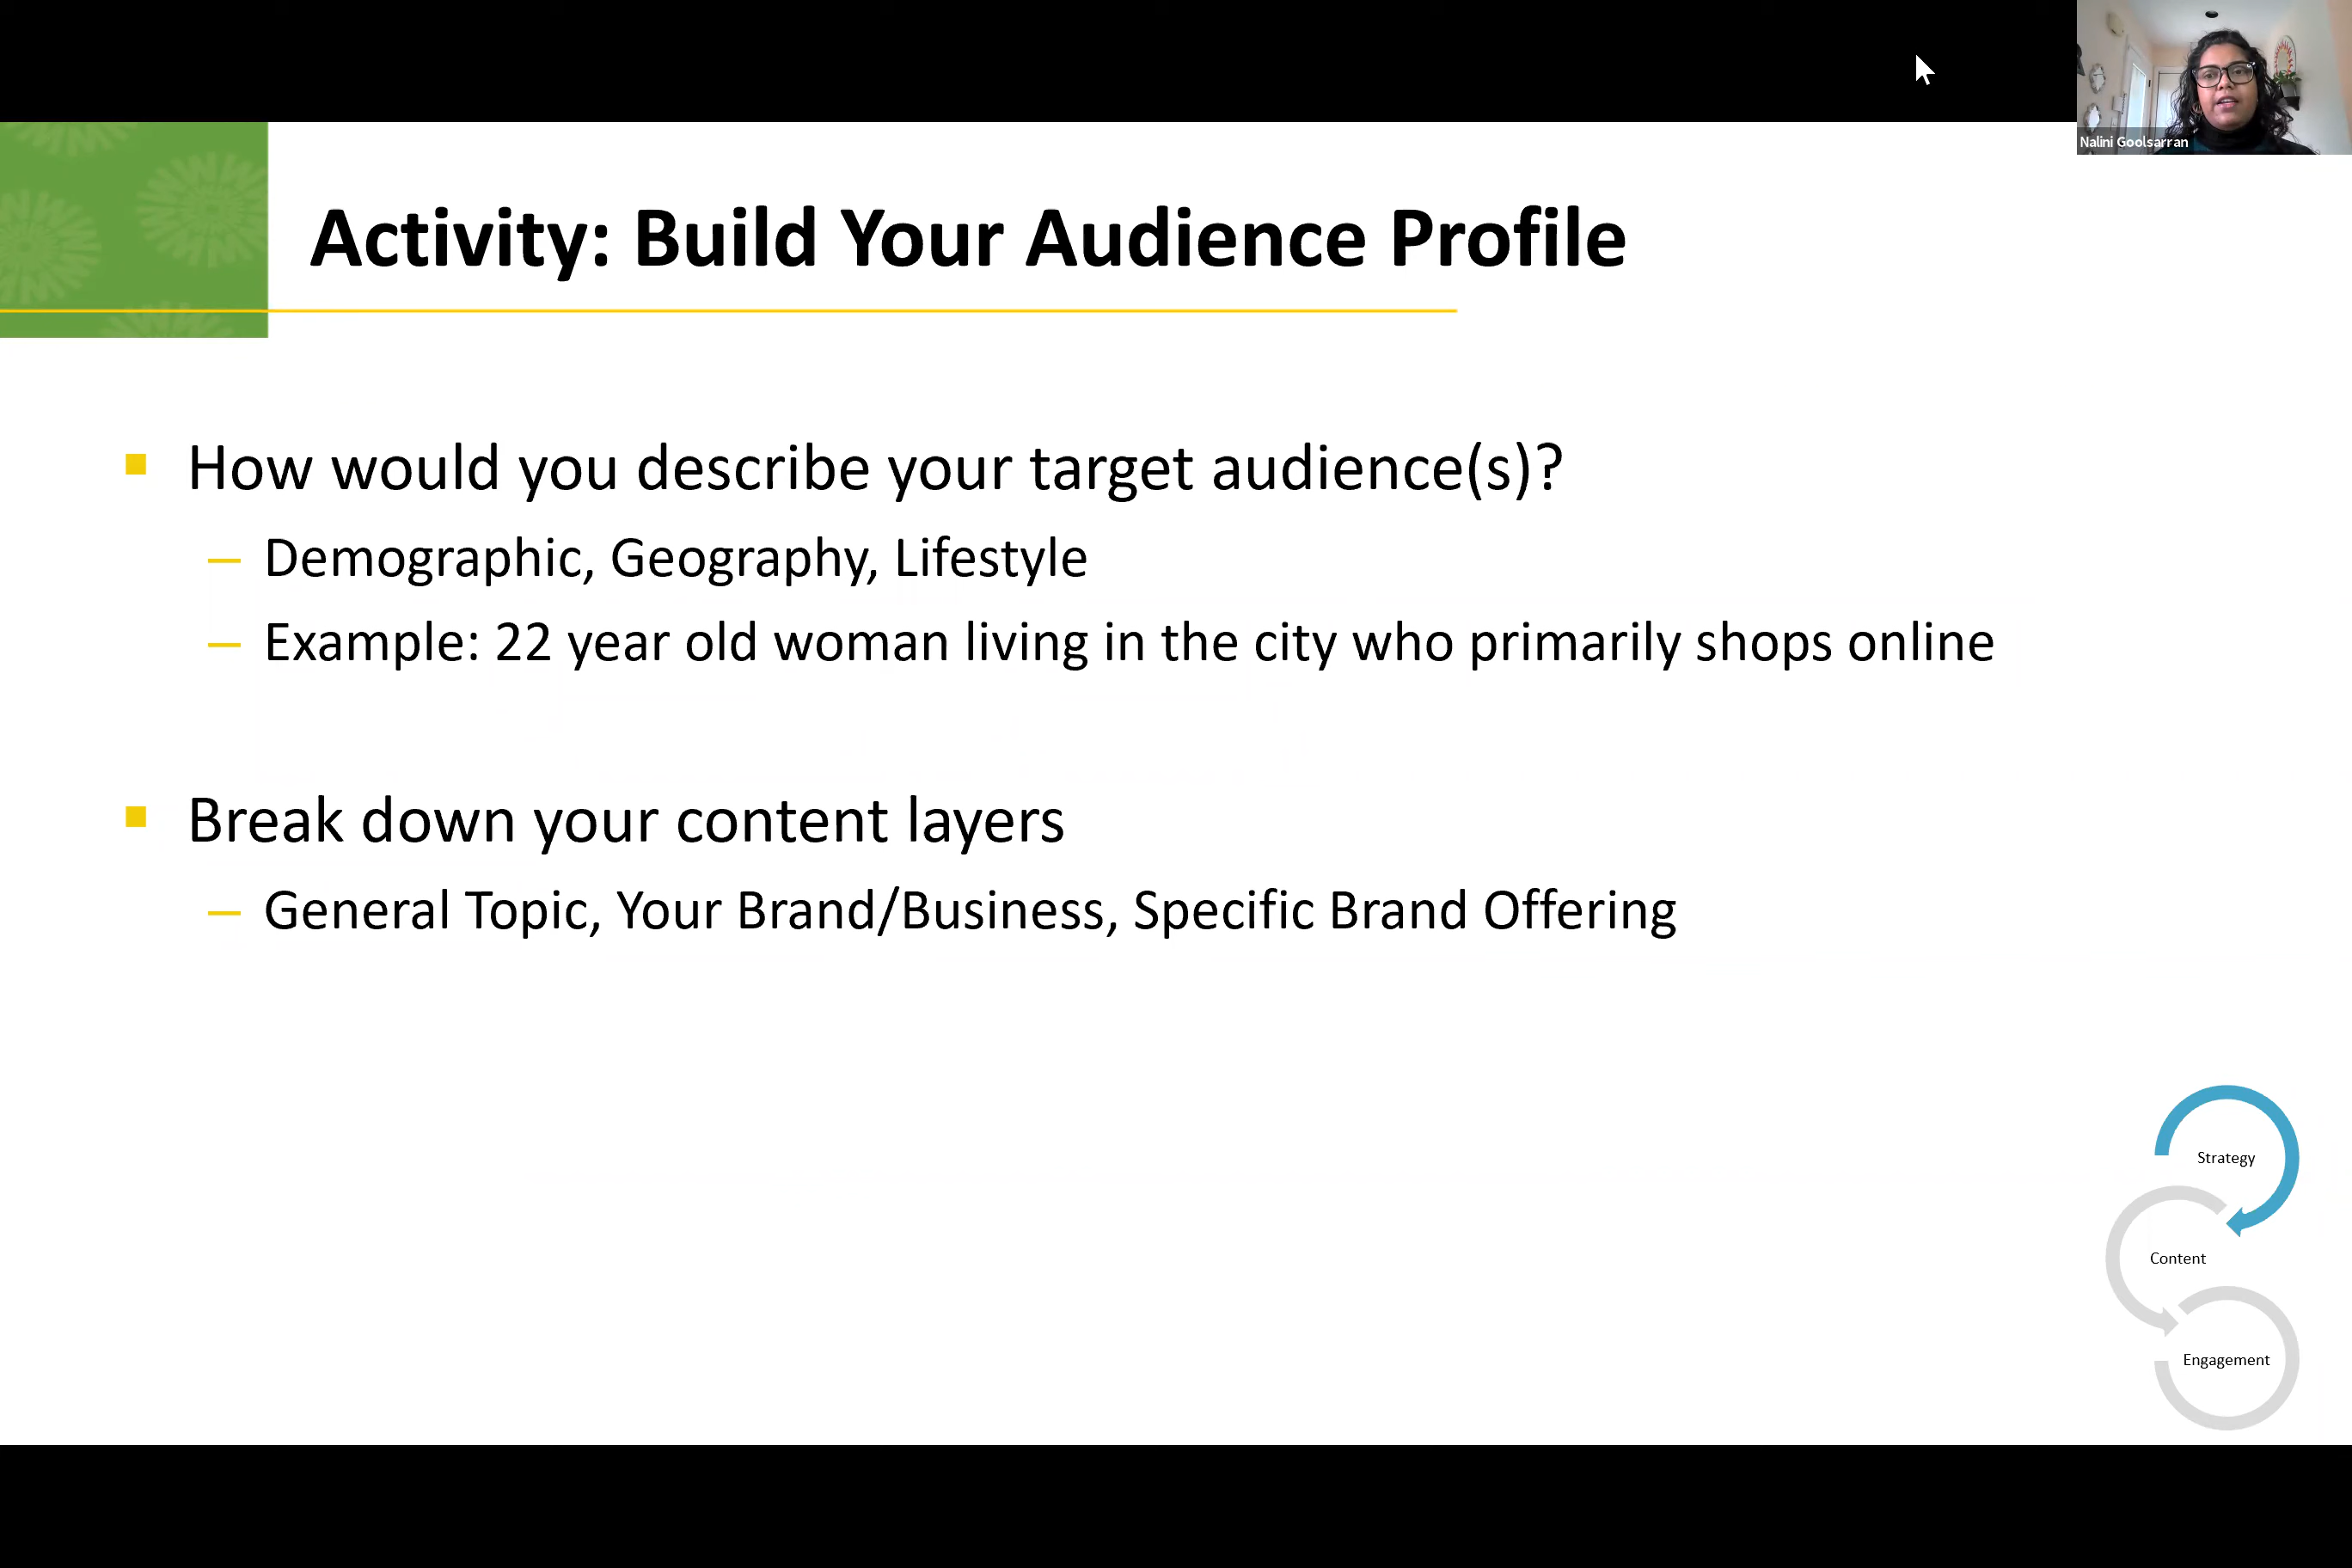 Nalini Goolsarran
Activity: Build Your Audience Profile
How would you describe your target audience(s)?
Demographic, Geography, Lifestyle
Example: 22 year old woman living in the city who primarily shops online
Break down your content layers
General Topic, Your Brand/Business, Specific Brand Offering
Strategy
Content
Engagement